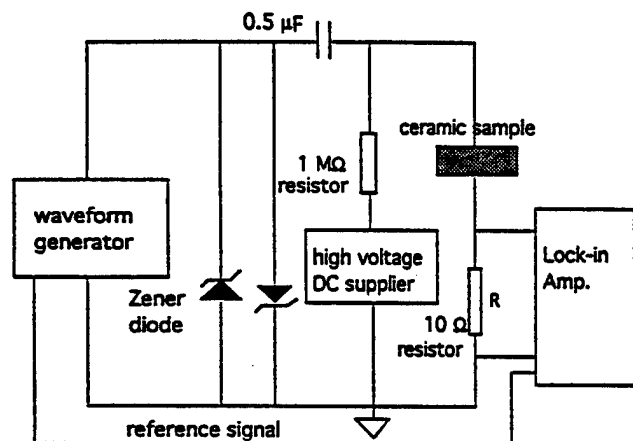 0.5 µF
ceramic sample
1 MΩ
resistor
waveform
generator
high voltage
DC supplier
Lock-in
Amp.
Zener
diode
R
10 Ω
resistor
reference signal